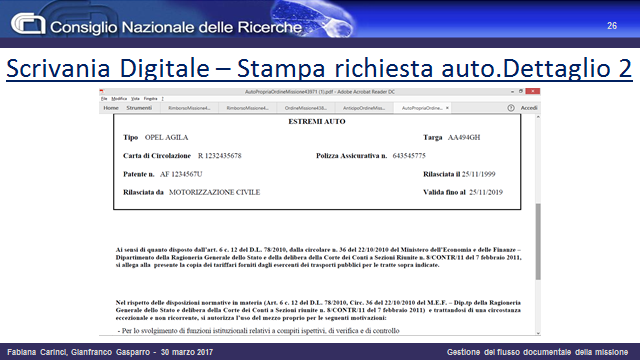 Consiglio Nazionale delle Ricerche
26
Scrivania Digitale – Stampa richiesta auto.Dettaglio 2
AutoPropriaOrdineMissione43971 (1).pdf - Adobe Acrobat Reader DC
File Modifica Vista Finestra ?
Home Strumenti RimborsoMissione4... RimborsoMissione4... OrdineMissione438... AnticipoOrdineMiss... AutoPropriaOrdine... × Accedi
ESTREMI AUTO
Tipo OPEL AGILA Targa AA494GH
Carta di Circolazione R 1232435678 Polizza Assicurativa n. 643545775
Patente n. AF 1234567U Rilasciata il 25/11/1999
Rilasciata da MOTORIZZAZIONE CIVILE Valida fino al 25/11/2019
Ai sensi di quanto disposto dall'art. 6 c. 12 del D.L. 78/2010, dalla circolare n. 36 del 22/10/2010 del Ministero dell'Economia e delle Finanze –
Dipartimento della Ragioneria Generale dello Stato e della delibera della Corte dei Conti a Sezioni Riunite n. 8/CONTR/11 del 7 febbraio 2011,
si allega alla presente la copia dei tariffari forniti dagli esercenti dei trasporti pubblici per le tratte sopra indicate.
Nel rispetto delle disposizioni normative in materia (Art. 6 c. 12 del D.L. 78/2010, Circ. 36 del 22/10/2010 del M.E.F. – Dip.tp della Ragioneria
Generale dello Stato e della delibera della Corte dei Conti a Sezioni riunite n. 8/CONTR/11 del 7 febbraio 2011) e trattandosi di una circostanza
eccezionale e non ricorrente, si autorizza l'uso del mezzo proprio per le seguenti motivazioni:
- Per lo svolgimento di funzioni istituzionali relativi a compiti ispettivi, di verifica e di controllo
Fabiana Carinci, Gianfranco Gasparro - 30 marzo 2017
Gestione del flusso documentale della missione